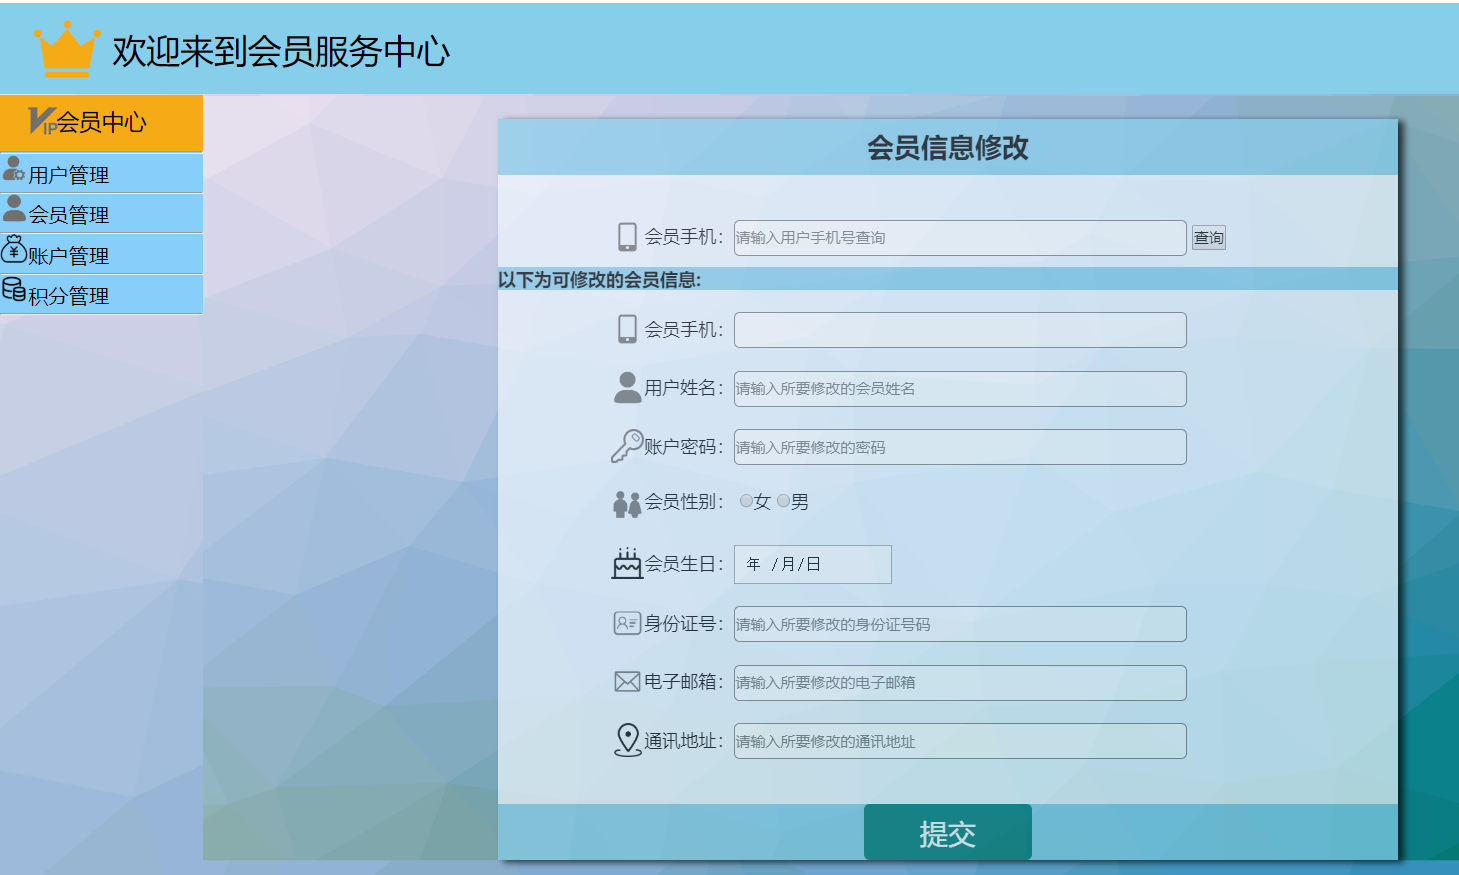 欢迎来到会员服务中心
VIP会员中心
用户管理
会员管理
账户管理
积分管理
会员信息修改
会员手机： 请输入用户手机号查询 查询
以下为可修改的会员信息:
会员手机：
用户姓名： 请输入所要修改的会员姓名
账户密码： 请输入所要修改的密码
会员性别： 女 男
会员生日： 年 /月/日
身份证号： 请输入所要修改的身份证号码
电子邮箱： 请输入所要修改的电子邮箱
通讯地址： 请输入所要修改的通讯地址
提交